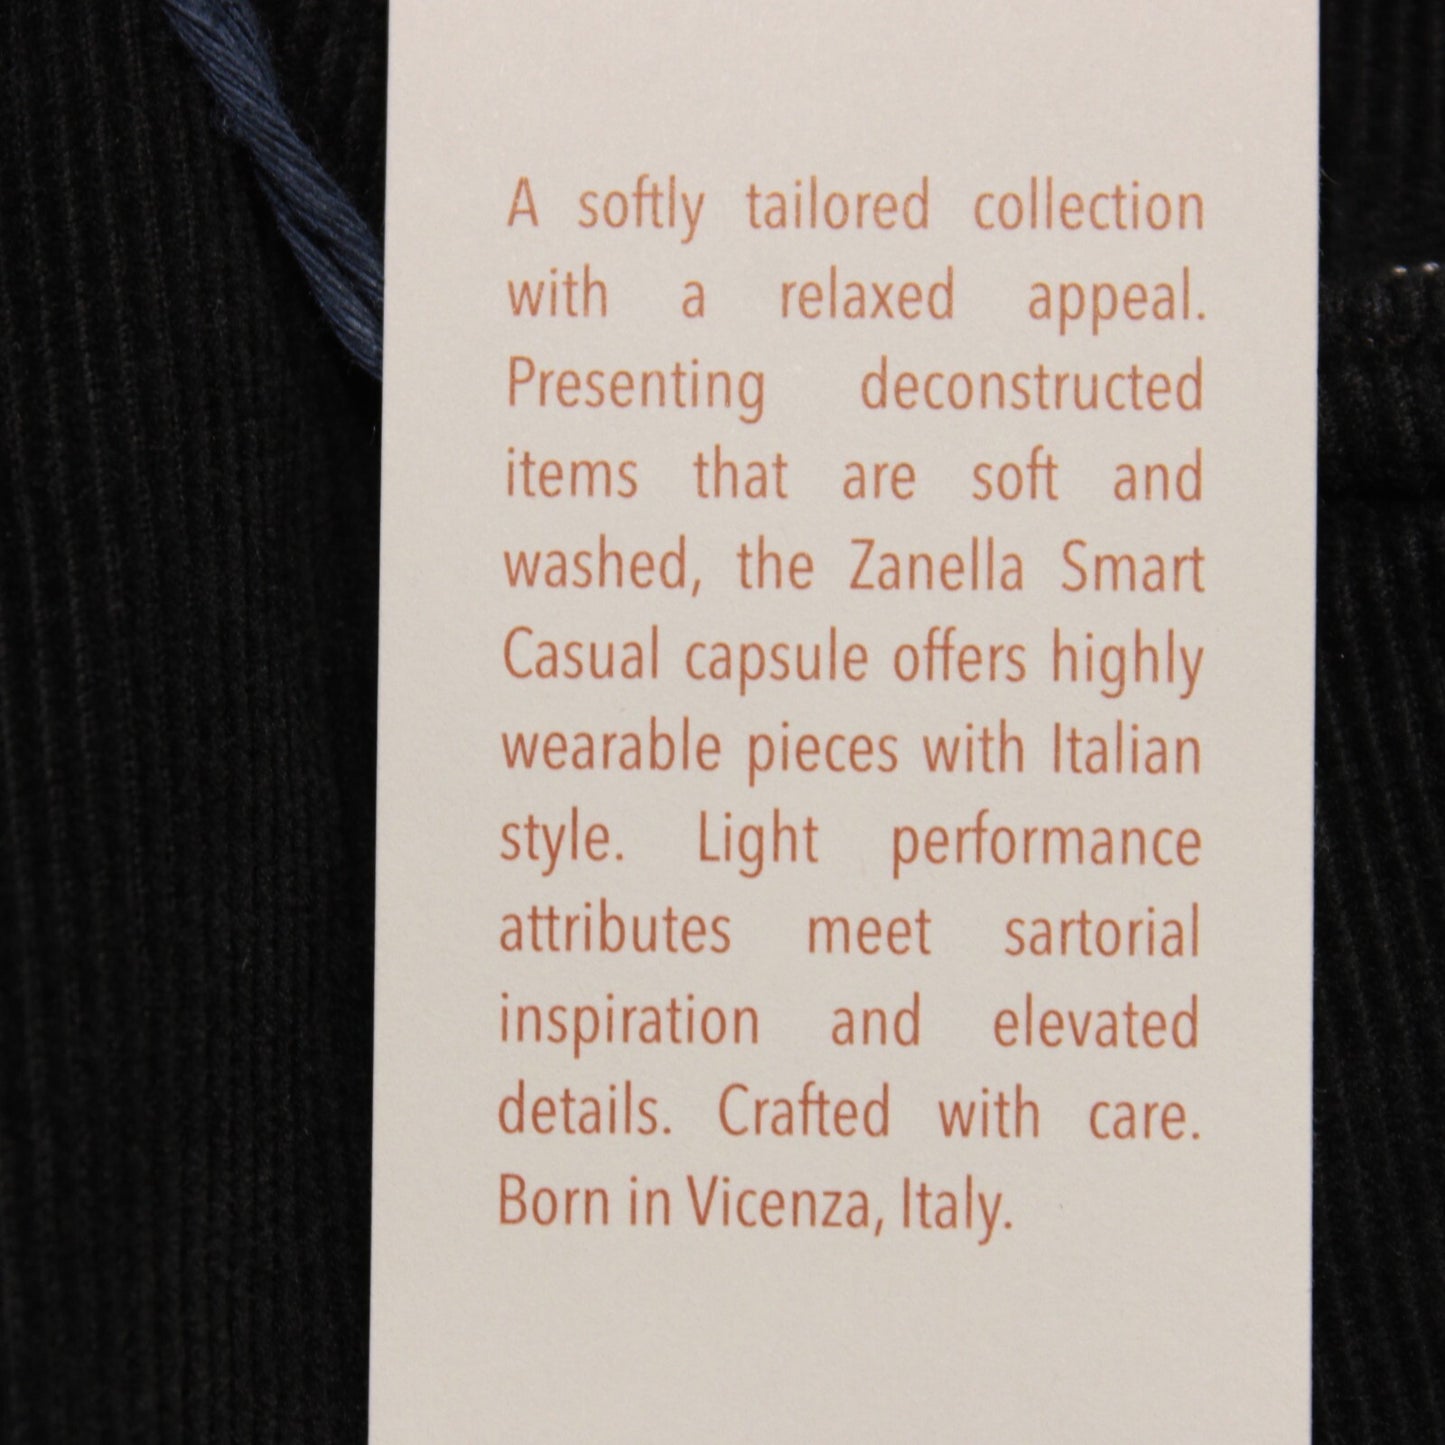 A softly tailored collection
with a relaxed appeal.
Presenting deconstructed
items that are soft and
washed, the Zanella Smart
Casual capsule offers highly
wearable pieces with Italian
style. Light performance
attributes meet sartorial
inspiration and elevated
details. Crafted with care.
Born in Vicenza, Italy.